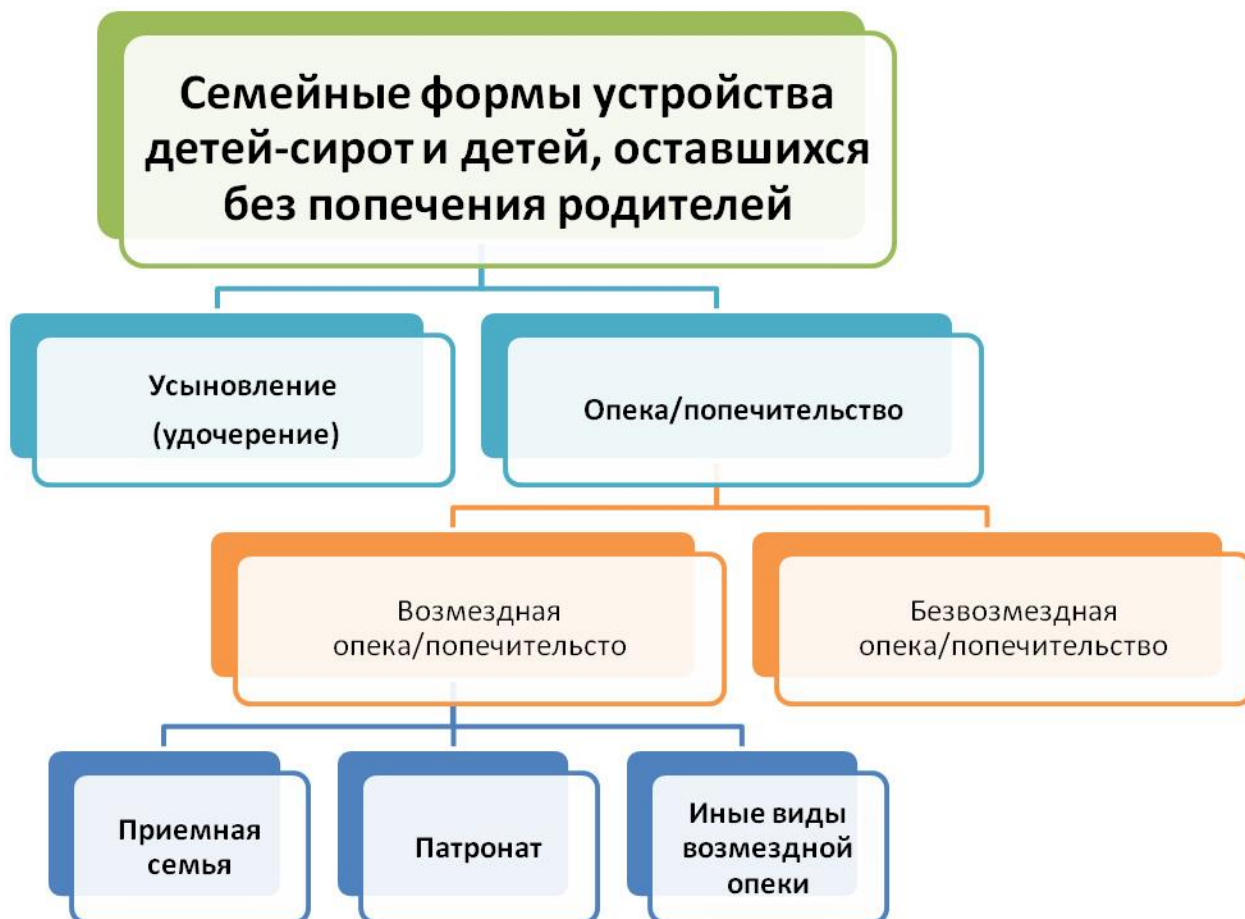 Семейные формы устройства
детей-сирот и детей, оставшихся
без попечения родителей
Усыновление
(удочерение)
Опека/попечительство
Возмездная
опека/попечительсто
Безвозмездная
опека/попечительство
Приемная
семья
Патронат
Иные виды
возмездной
опеки